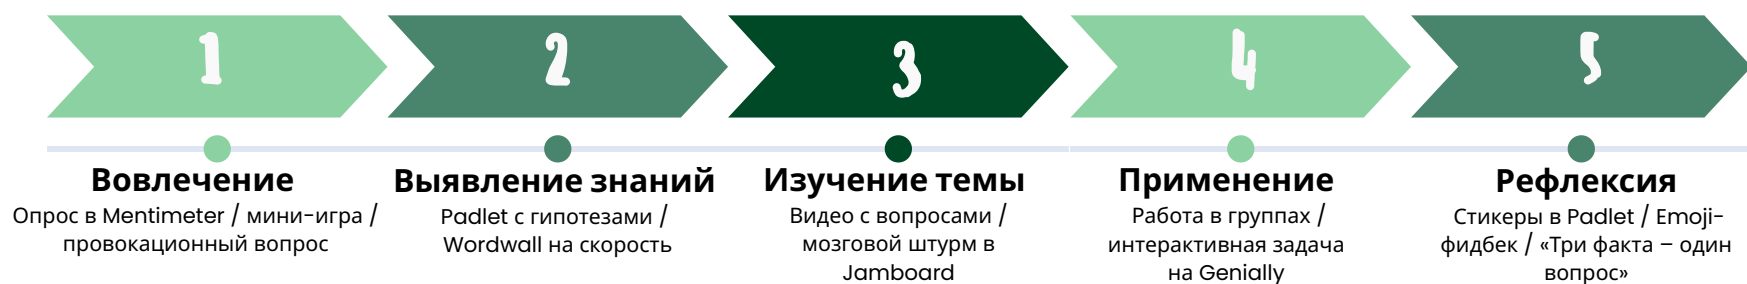 1
2
3
4
5
Вовлечение
Опрос в Mentimeter / мини-игра /
провокационный вопрос
Выявление знаний
Padlet с гипотезами /
Wordwall на скорость
Изучение темы
Видео с вопросами /
мозговой штурм в
Jamboard
Применение
Работа в группах /
интерактивная задача
на Genially
Рефлексия
Стикеры в Padlet / Emoji-
фидбек / «Три факта – один
вопрос»